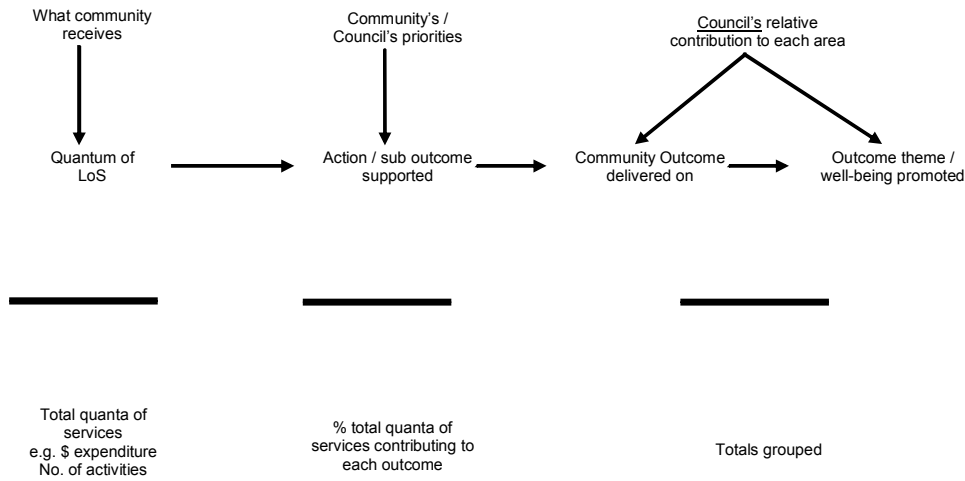 What community
receives
Community's /
Council's priorities
Council's relative
contribution to each area
Quantum of
LoS
Action / sub outcome
supported
Community Outcome
delivered on
Outcome theme /
well-being promoted
Total quanta of
services
e.g. $ expenditure
No. of activities
% total quanta of
services contributing to
each outcome
Totals grouped